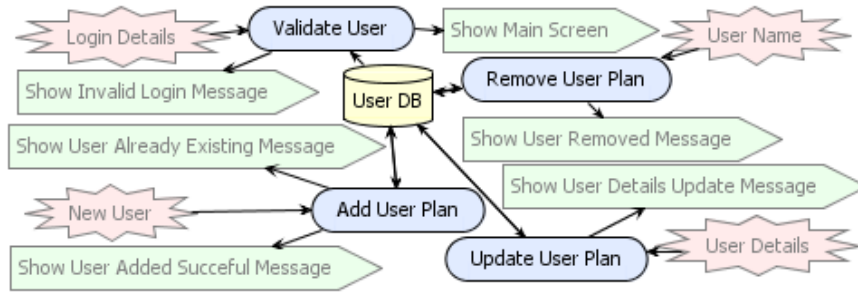 Validate User
Login Details
Show Main Screen
User Name
Show Invalid Login Message
User DB
Remove User Plan
Show User Already Existing Message
Show User Removed Message
Show User Details Update Message
New User
Add User Plan
User Details
Show User Added Succeful Message
Update User Plan